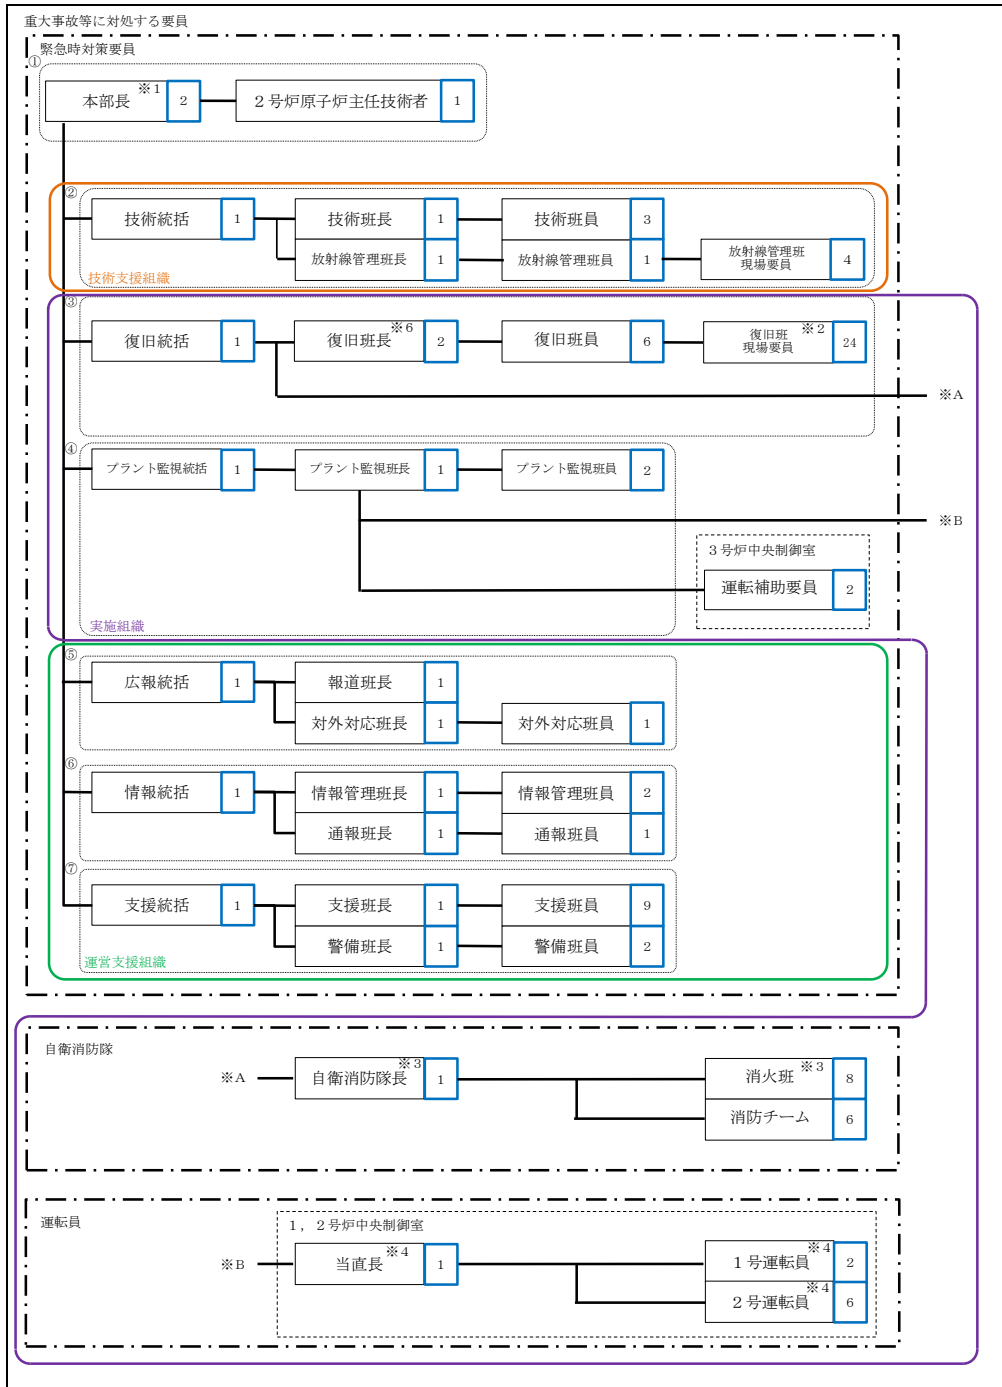 重大事故等に対処する要員
緊急時対策要員
①
本部長 ※1 2
2号炉原子炉主任技術者 1
②
技術統括 1
技術班長 1
技術班員 3
放射線管理班長 1
放射線管理班員 1
放射線管理班
現場要員 4
技術支援組織
③
復旧統括 1
復旧班長 ※6 2
復旧班員 6
復旧班
現場要員 ※2 24
※A
④
プラント監視統括 1
プラント監視班長 1
プラント監視班員 2
※B
3号炉中央制御室
運転補助要員 2
実施組織
⑤
広報統括 1
報道班長 1
対外対応班長 1
対外対応班員 1
⑥
情報統括 1
情報管理班長 1
情報管理班員 2
通報班長 1
通報班員 1
⑦
支援統括 1
支援班長 1
支援班員 9
警備班長 1
警備班員 2
運営支援組織
自衛消防隊
※A
自衛消防隊長 ※3 1
消火班 ※3 8
消防チーム 6
運転員
1,2号炉中央制御室
※B
当直長 ※4 1
1号運転員 ※4 2
2号運転員 ※4 6